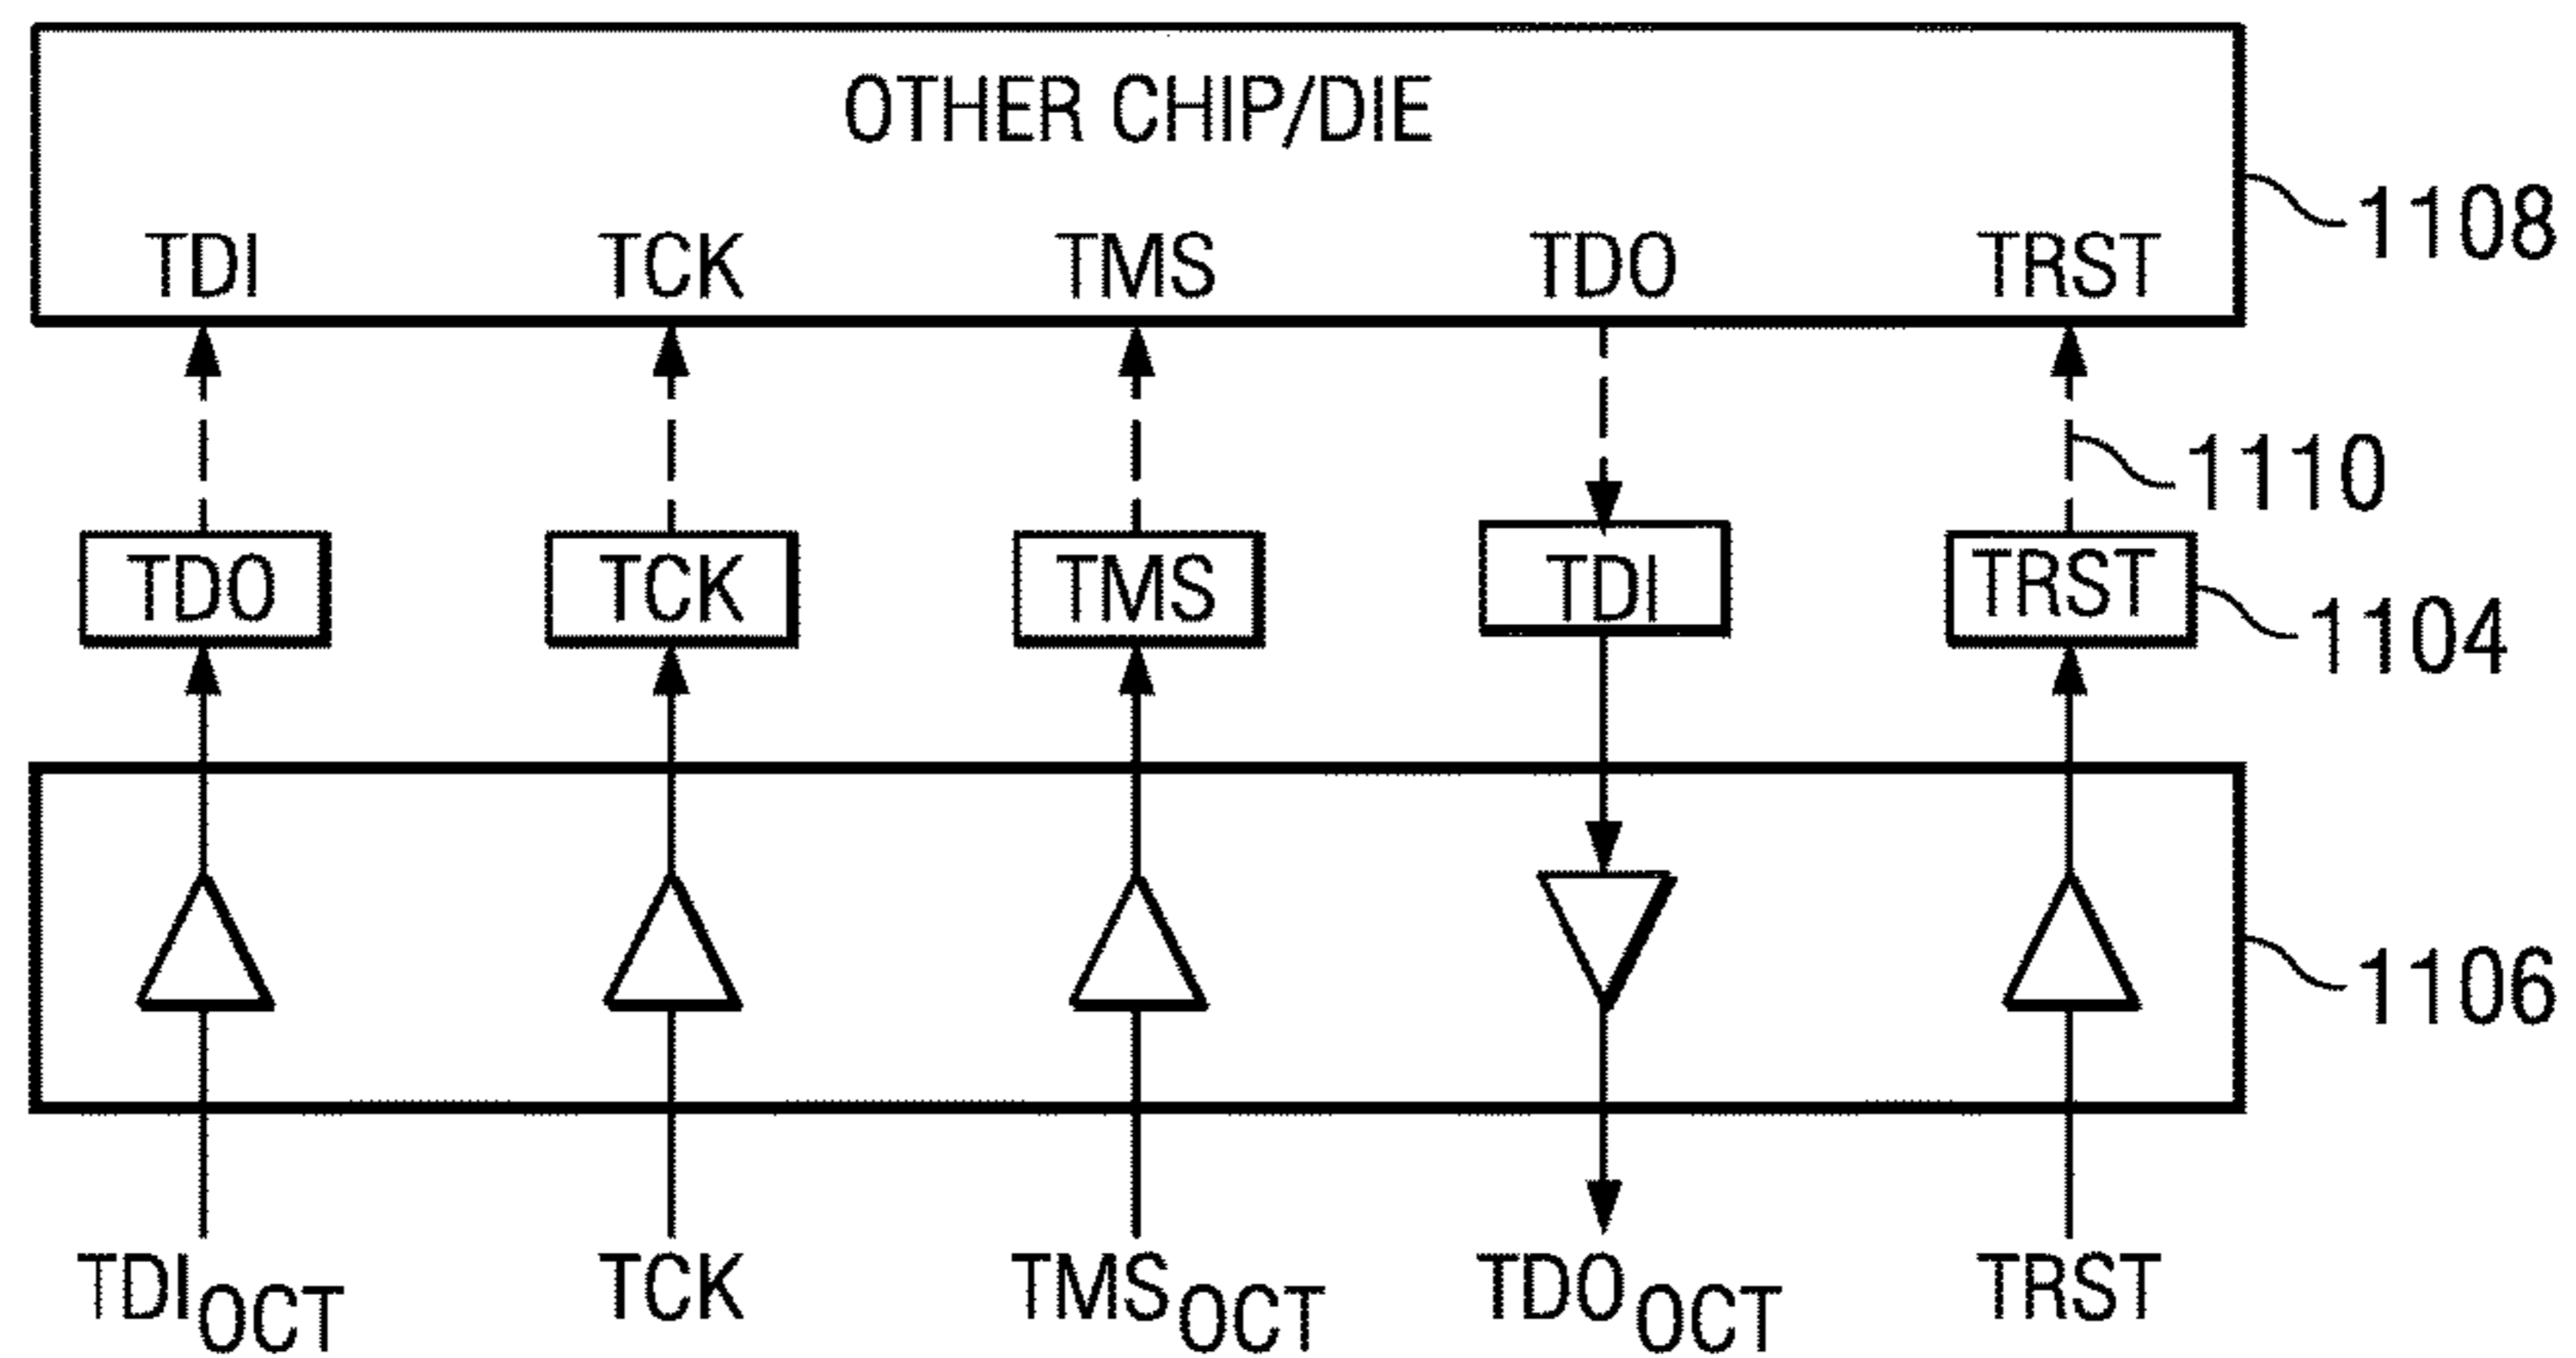 OTHER CHIP/DIE
TDI TCK TMS TDO TRST
1108
1110
TDO TCK TMS TDI TRST
1104
1106
TDIOCT TCK TMSOCT TDOOCT TRST